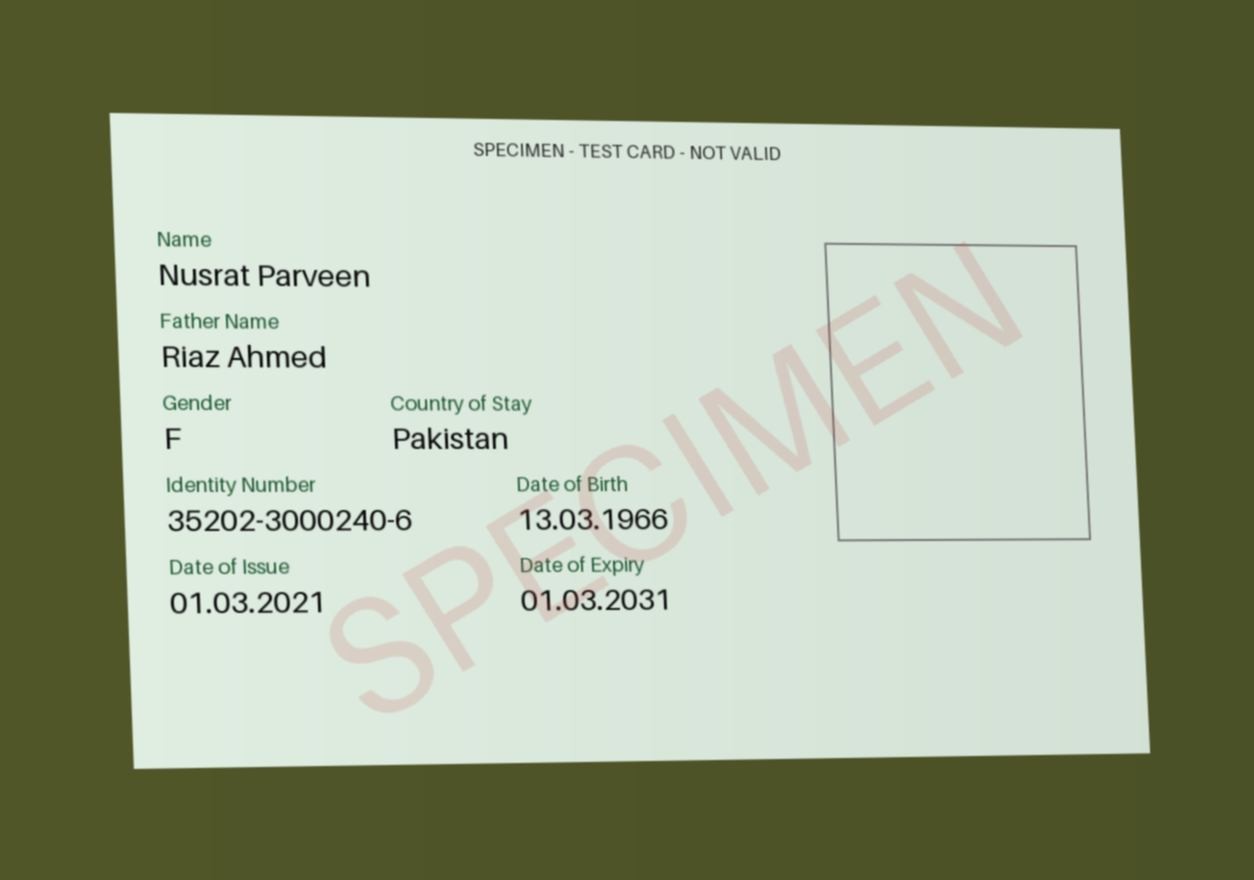 SPECIMEN - TEST CARD - NOT VALID
Name
Nusrat Parveen
Father Name
Riaz Ahmed
Gender Country of Stay
F Pakistan
Identity Number Date of Birth
35202-3000240-6 13.03.1966
Date of Issue Date of Expiry
01.03.2021 01.03.2031
SPECIMEN